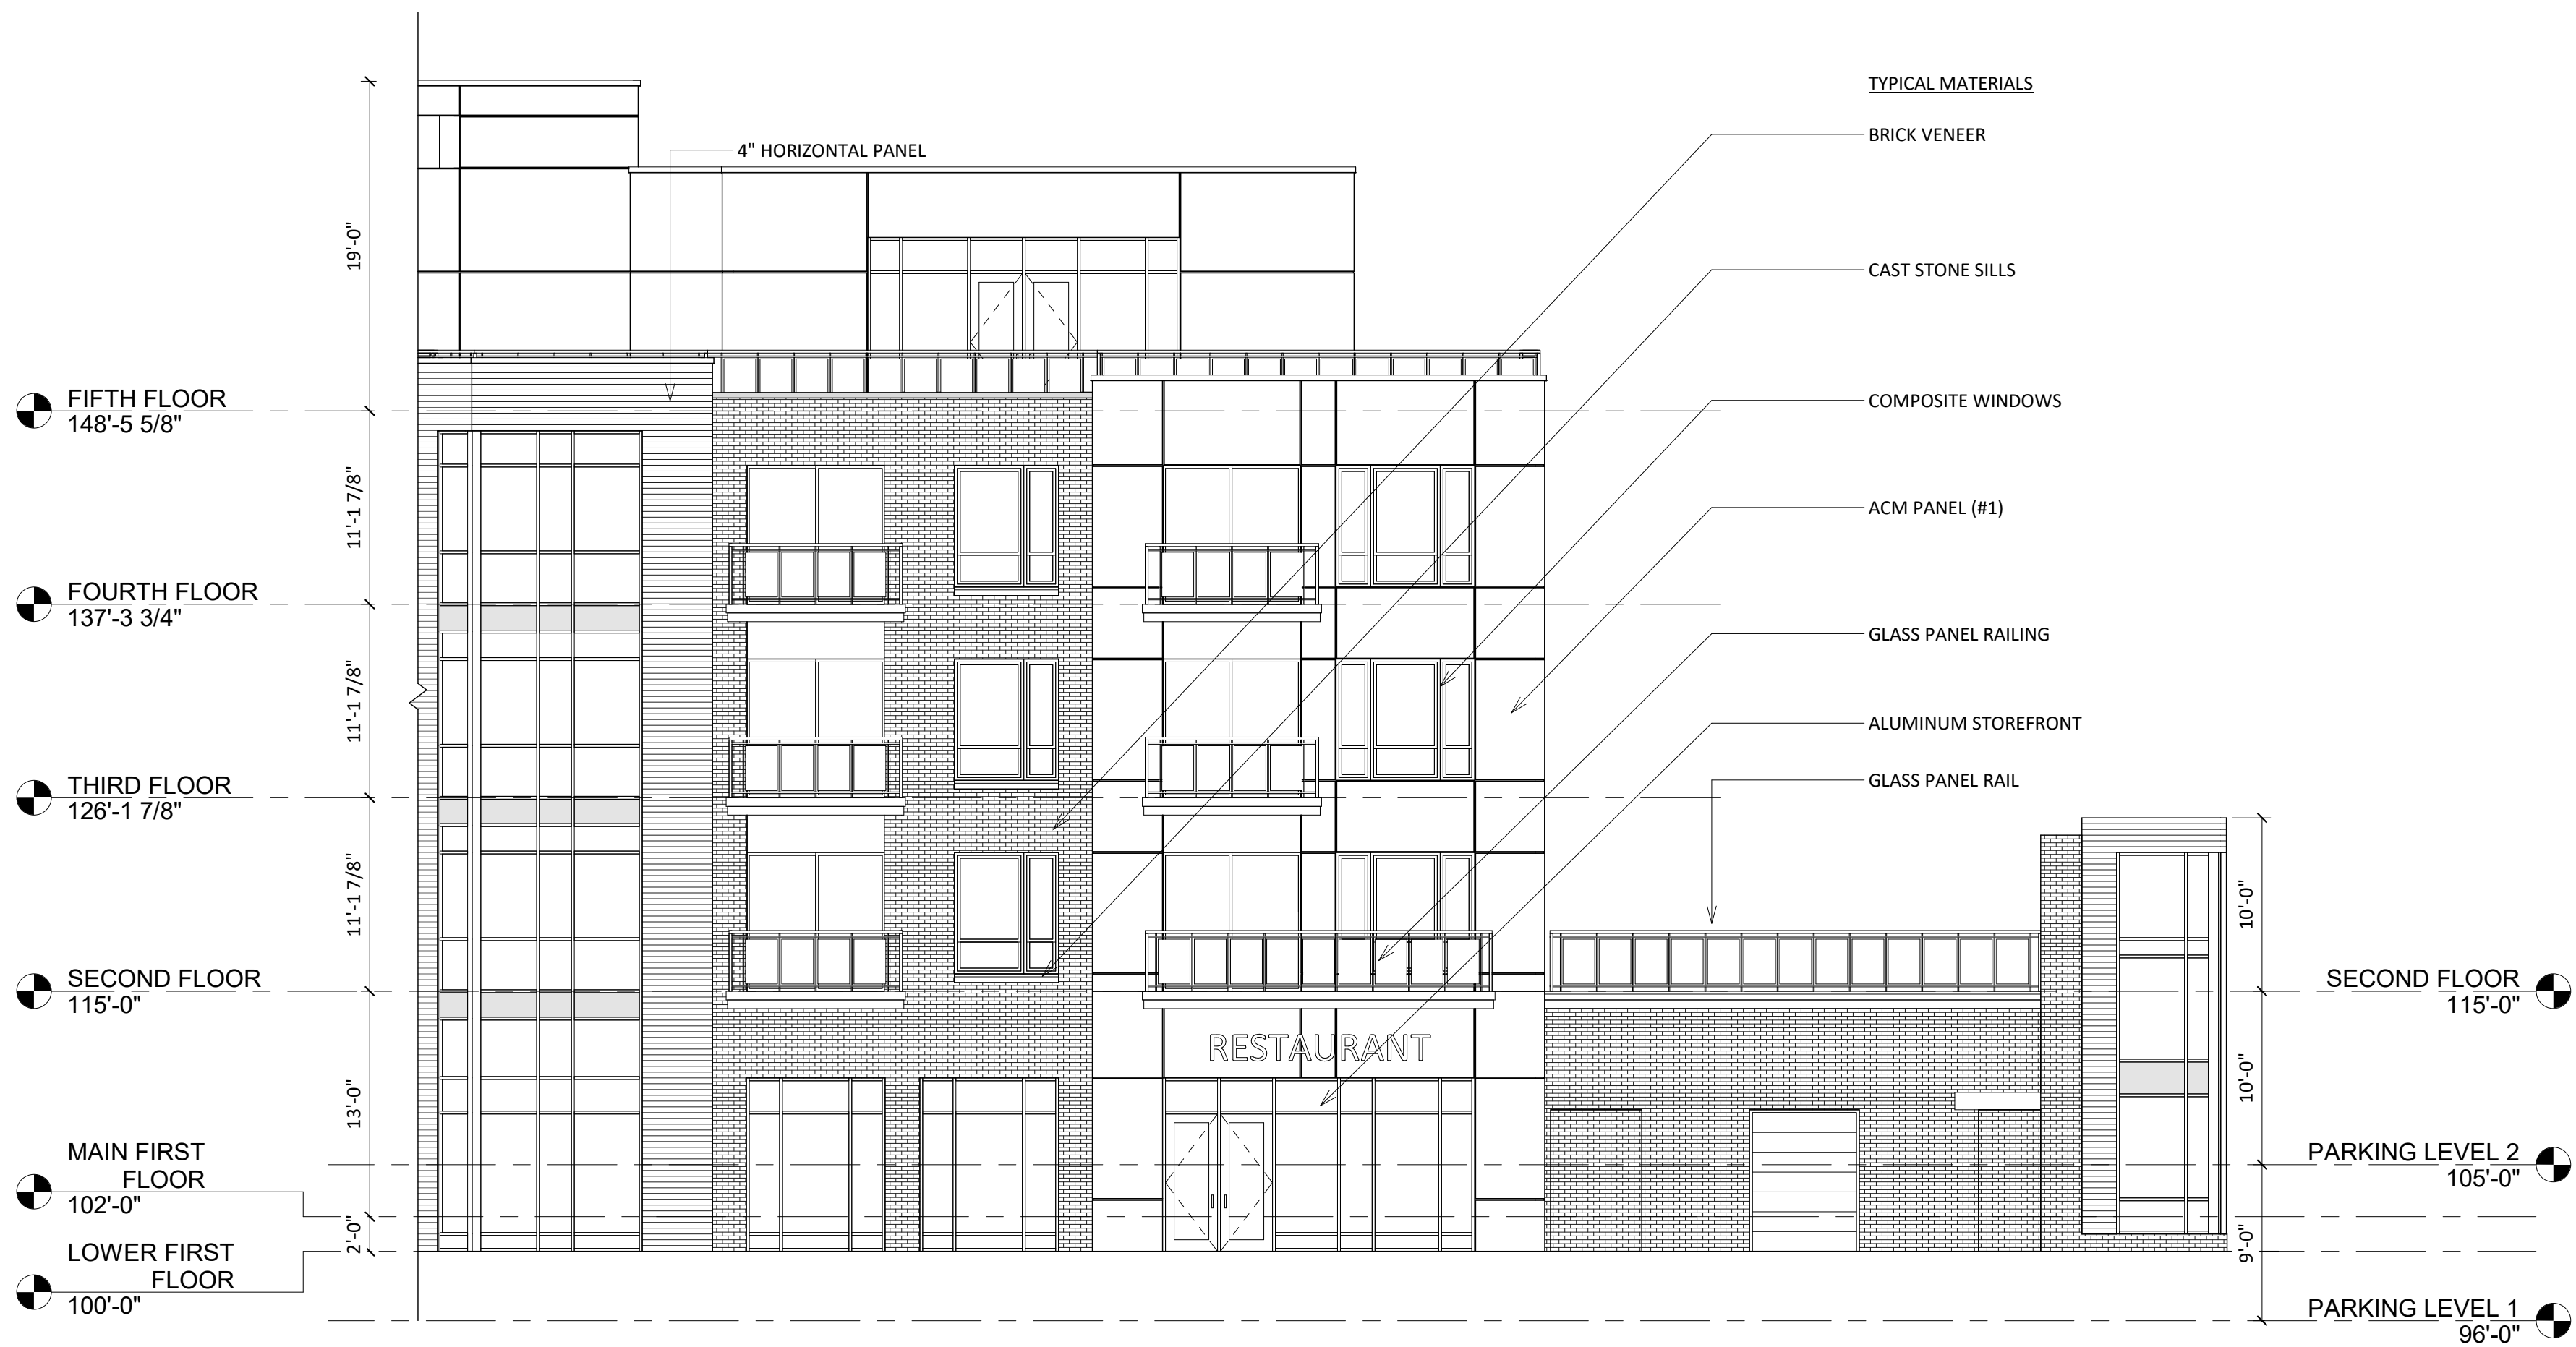 TYPICAL MATERIALS
BRICK VENEER
4" HORIZONTAL PANEL
CAST STONE SILLS
COMPOSITE WINDOWS
ACM PANEL (#1)
GLASS PANEL RAILING
ALUMINUM STOREFRONT
GLASS PANEL RAIL
19'-0"
FIFTH FLOOR
148'-5 5/8"
11'-1 7/8"
FOURTH FLOOR
137'-3 3/4"
11'-1 7/8"
THIRD FLOOR
126'-1 7/8"
11'-1 7/8"
SECOND FLOOR
115'-0"
13'-0"
MAIN FIRST
FLOOR
102'-0"
2'-0"
LOWER FIRST
FLOOR
100'-0"
RESTAURANT
10'-0"
SECOND FLOOR
115'-0"
10'-0"
PARKING LEVEL 2
105'-0"
9'-0"
PARKING LEVEL 1
96'-0"